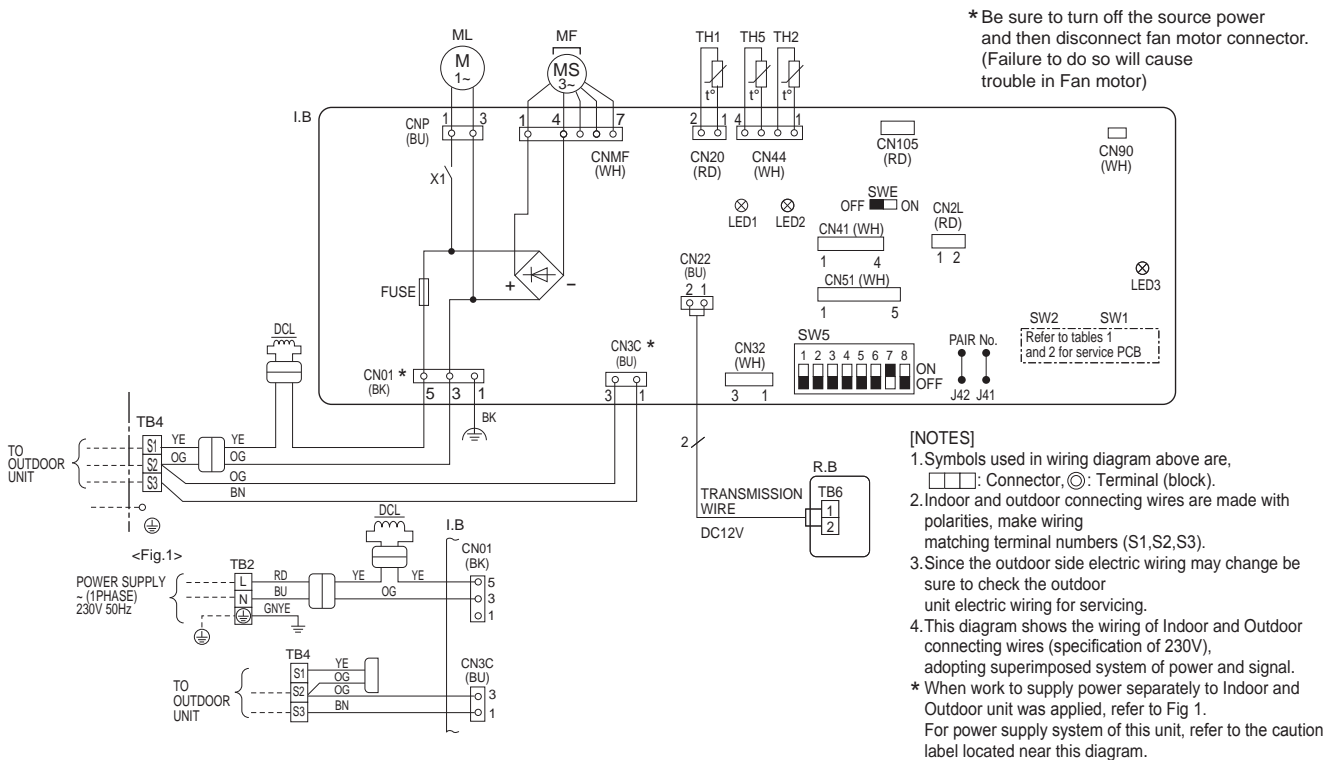 * Be sure to turn off the source power
and then disconnect fan motor connector.
(Failure to do so will cause
trouble in Fan motor)
ML
MF
TH1 TH5 TH2
M
1~
MS
3~
t° t° t°
I.B
1 3
1 4 7
2 1
4 1
CNP
(BU)
CNMF
(WH)
CN20
(RD)
CN44
(WH)
CN105
(RD)
CN90
(WH)
X1
LED1
LED2
SWE
OFF ON
CN2L
(RD)
1 2
CN41 (WH)
1 4
CN51 (WH)
1 5
CN22
(BU)
2 1
LED3
FUSE
+ −
DCL
SW2 SW1
Refer to tables 1
and 2 for service PCB
SW5
1 2 3 4 5 6 7 8
ON
OFF
PAIR No.
J42 J41
CN3C *
(BU)
3 1
CN32
(WH)
3 1
CN01 *
(BK)
5 3 1
BK
TB4
TO
OUTDOOR
UNIT
S1 YE YE
S2 OG OG
OG
S3 BN
2
TRANSMISSION
WIRE
DC12V
R.B
TB6
1
2
<Fig.1>
DCL
I.B
CN01
(BK)
POWER SUPPLY
~ (1PHASE)
230V 50Hz
TB2
L RD YE YE 5
N BU OG 3
GNYE 1
TB4
TO
OUTDOOR
UNIT
S1 YE
OG
S2 OG
S3 BN
CN3C
(BU)
3
1
[NOTES]
1.Symbols used in wiring diagram above are,
: Connector, : Terminal (block).
2.Indoor and outdoor connecting wires are made with
polarities, make wiring
matching terminal numbers (S1,S2,S3).
3.Since the outdoor side electric wiring may change be
sure to check the outdoor
unit electric wiring for servicing.
4.This diagram shows the wiring of Indoor and Outdoor
connecting wires (specification of 230V),
adopting superimposed system of power and signal.
* When work to supply power separately to Indoor and
Outdoor unit was applied, refer to Fig 1.
For power supply system of this unit, refer to the caution
label located near this diagram.